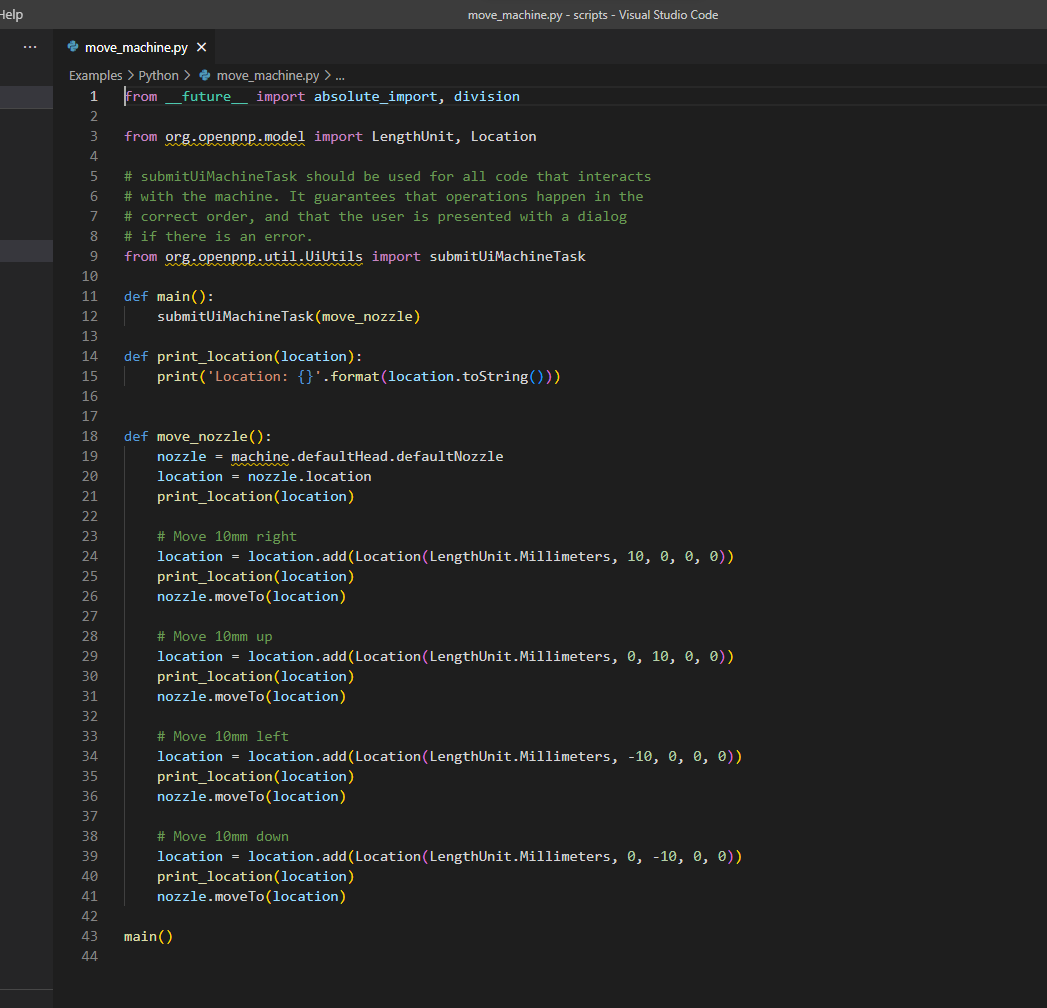 Help
move_machine.py - scripts - Visual Studio Code
...
move_machine.py
Examples > Python > move_machine.py > ...
1 from __future__ import absolute_import, division
2
3 from org.openpnp.model import LengthUnit, Location
4
5 # submitUiMachineTask should be used for all code that interacts
6 # with the machine. It guarantees that operations happen in the
7 # correct order, and that the user is presented with a dialog
8 # if there is an error.
9 from org.openpnp.util.UiUtils import submitUiMachineTask
10
11 def main():
12     submitUiMachineTask(move_nozzle)
13
14 def print_location(location):
15     print('Location: {}'.format(location.toString()))
16
17
18 def move_nozzle():
19     nozzle = machine.defaultHead.defaultNozzle
20     location = nozzle.location
21     print_location(location)
22
23     # Move 10mm right
24     location = location.add(Location(LengthUnit.Millimeters, 10, 0, 0, 0))
25     print_location(location)
26     nozzle.moveTo(location)
27
28     # Move 10mm up
29     location = location.add(Location(LengthUnit.Millimeters, 0, 10, 0, 0))
30     print_location(location)
31     nozzle.moveTo(location)
32
33     # Move 10mm left
34     location = location.add(Location(LengthUnit.Millimeters, -10, 0, 0, 0))
35     print_location(location)
36     nozzle.moveTo(location)
37
38     # Move 10mm down
39     location = location.add(Location(LengthUnit.Millimeters, 0, -10, 0, 0))
40     print_location(location)
41     nozzle.moveTo(location)
42
43 main()
44